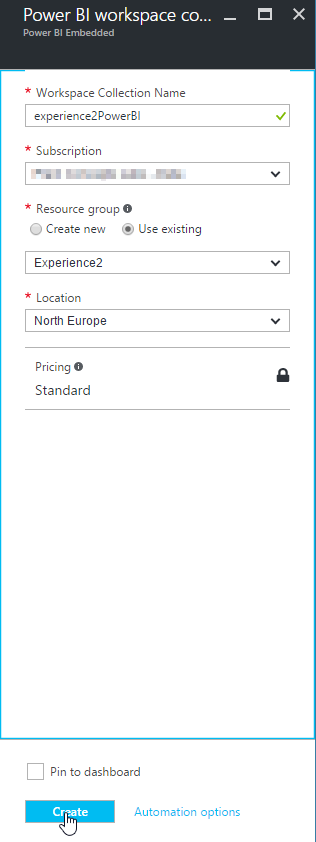 Power BI workspace co...
Power BI Embedded
* Workspace Collection Name
experience2PowerBI
* Subscription
* Resource group
Create new
Use existing
Experience2
* Location
North Europe
Pricing
Standard
Pin to dashboard
Create
Automation options